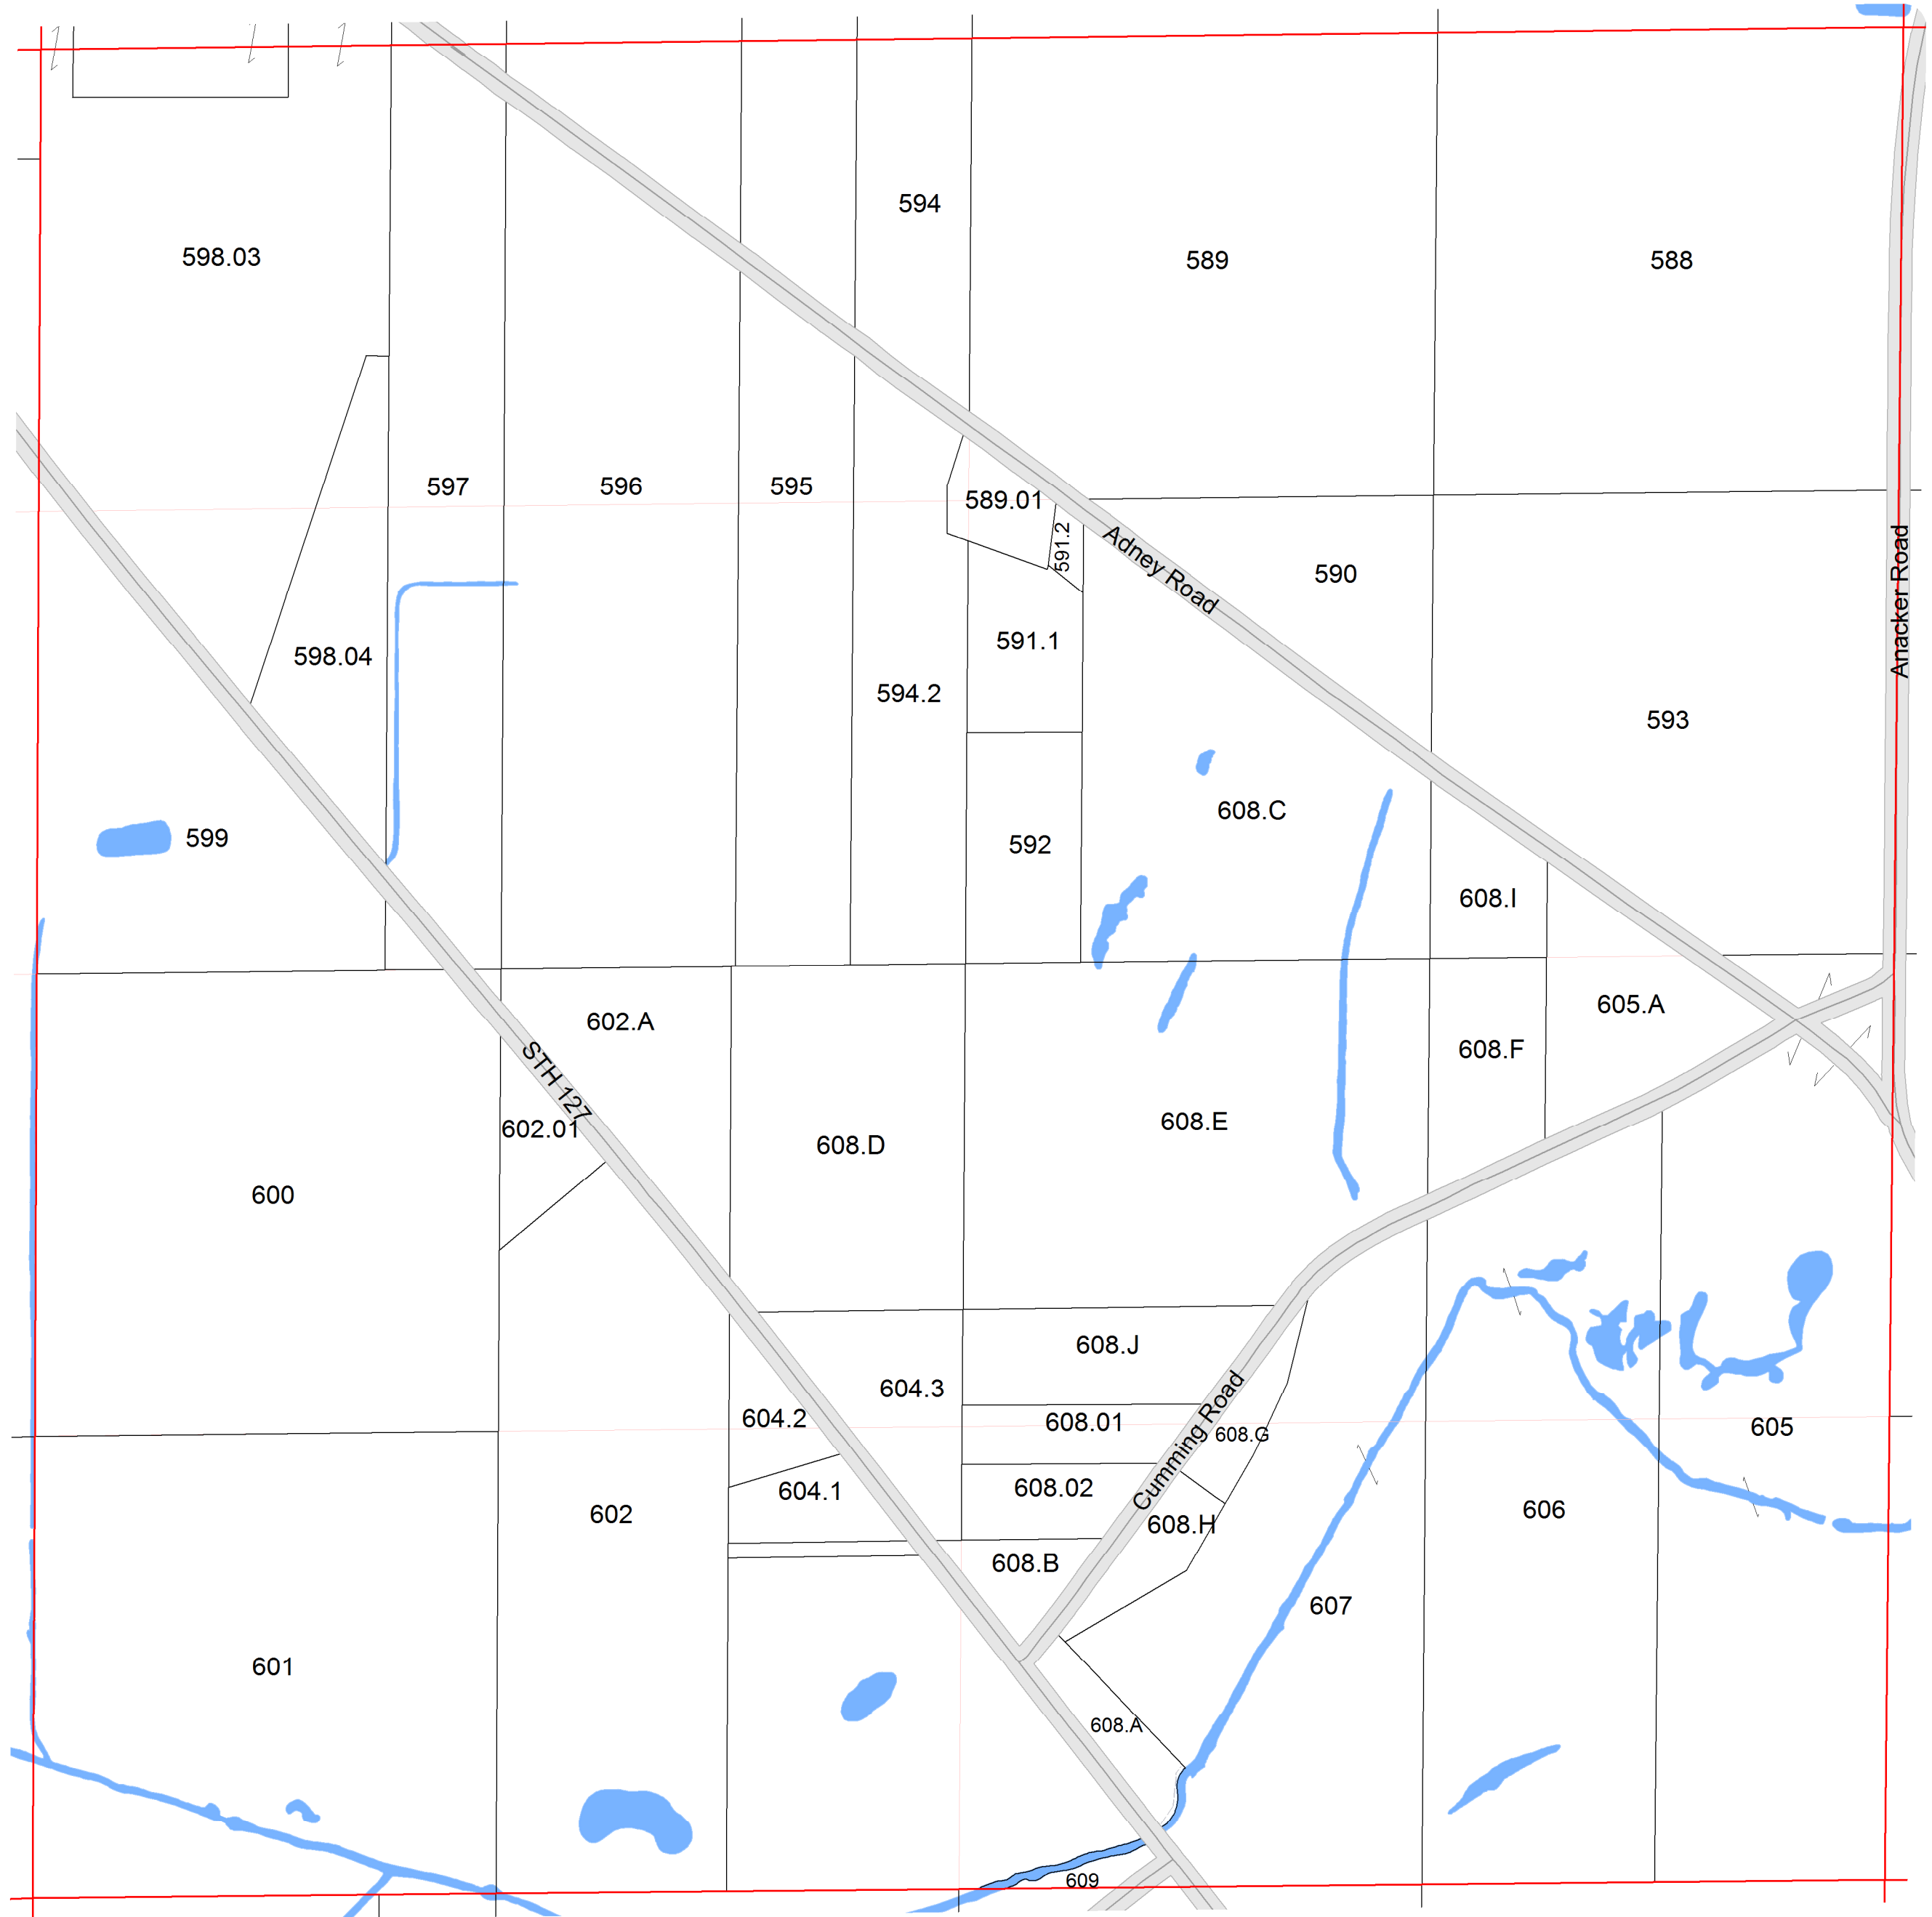 594
598.03
589
588
597
596
595
589.01
591.2
Adney Road
Anacker Road
590
591.1
598.04
594.2
593
608.C
599
592
608.I
605.A
602.A
608.F
STH 127
602.01
608.E
608.D
600
608.J
604.3
604.2
608.01
608.G
605
Cumming Road
604.1
608.02
602
606
608.H
608.B
607
601
608.A
609